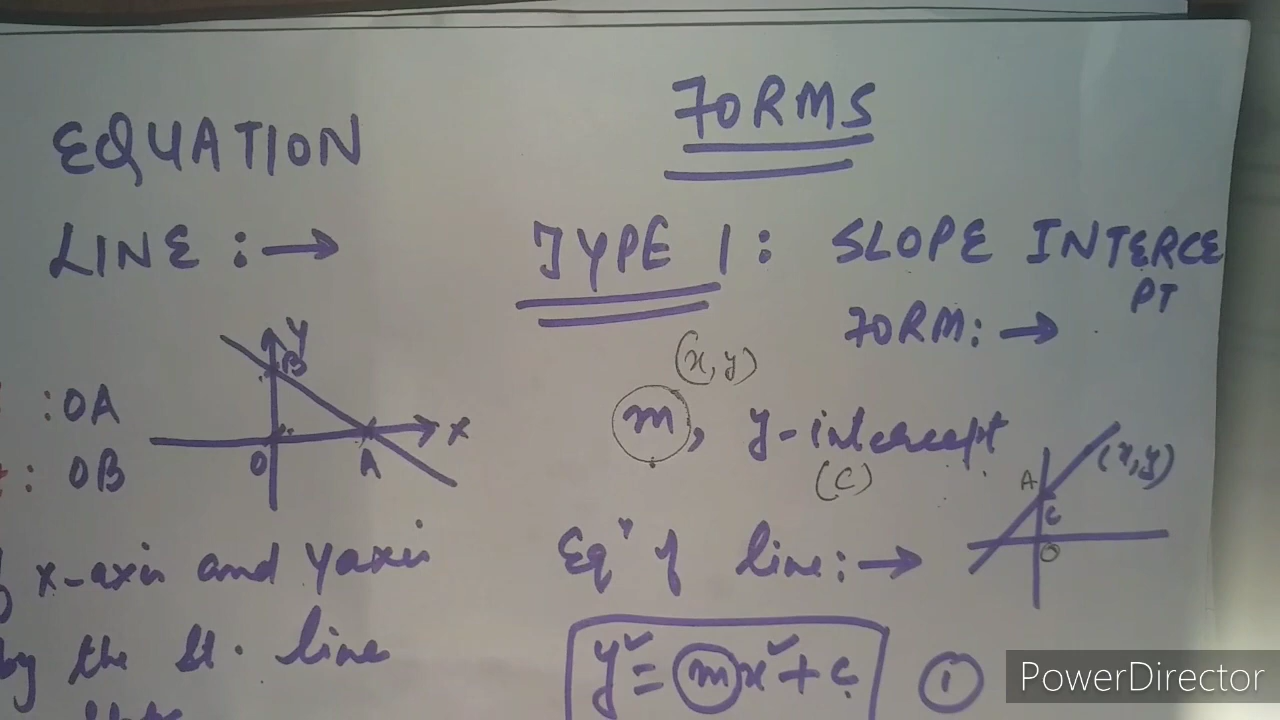 EQUATION
LINE :→
Y
B
: OA
X
O
A
: OB
x-axis and y axis
by the st. line
FORMS
TYPE 1: SLOPE INTERCE
PT
FORM: →
(x,y)
m, y-intercept
(c)
A
(x,y)
c
O
Eqn of line: →
y = mx + c
1
PowerDirector